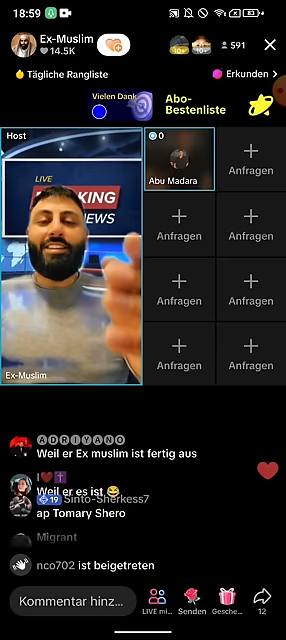 18:59
Ex-Muslim
14.5K
10+
10+
591
Tägliche Rangliste
Erkunden >
Vielen Dank
Abo-
Bestenliste
Host
0
Abu Madara
Anfragen
Anfragen
Anfragen
Anfragen
Anfragen
Anfragen
Anfragen
LIVE
KING
NEWS
Ex-Muslim
ADRIYANO
Weil er Ex muslim ist fertig aus
Weil er es ist 😂
19 Sinto-Sherkess7
ap Tomary Shero
Migrant
nco702 ist beigetreten
Kommentar hinz...
LIVE mi...
Senden
Gesche...
12